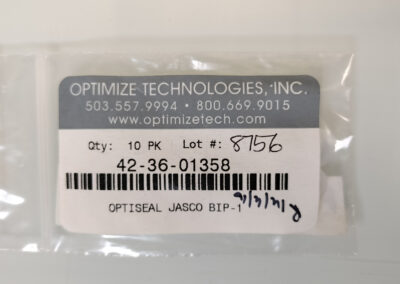 OPTIMIZE TECHNOLOGIES, INC.
503.557.9994 • 800.669.9015
www.optimizetech.com
Qty: 10 PK Lot #: 8756
42-36-01358
OPTISEAL JASCO BIP-1